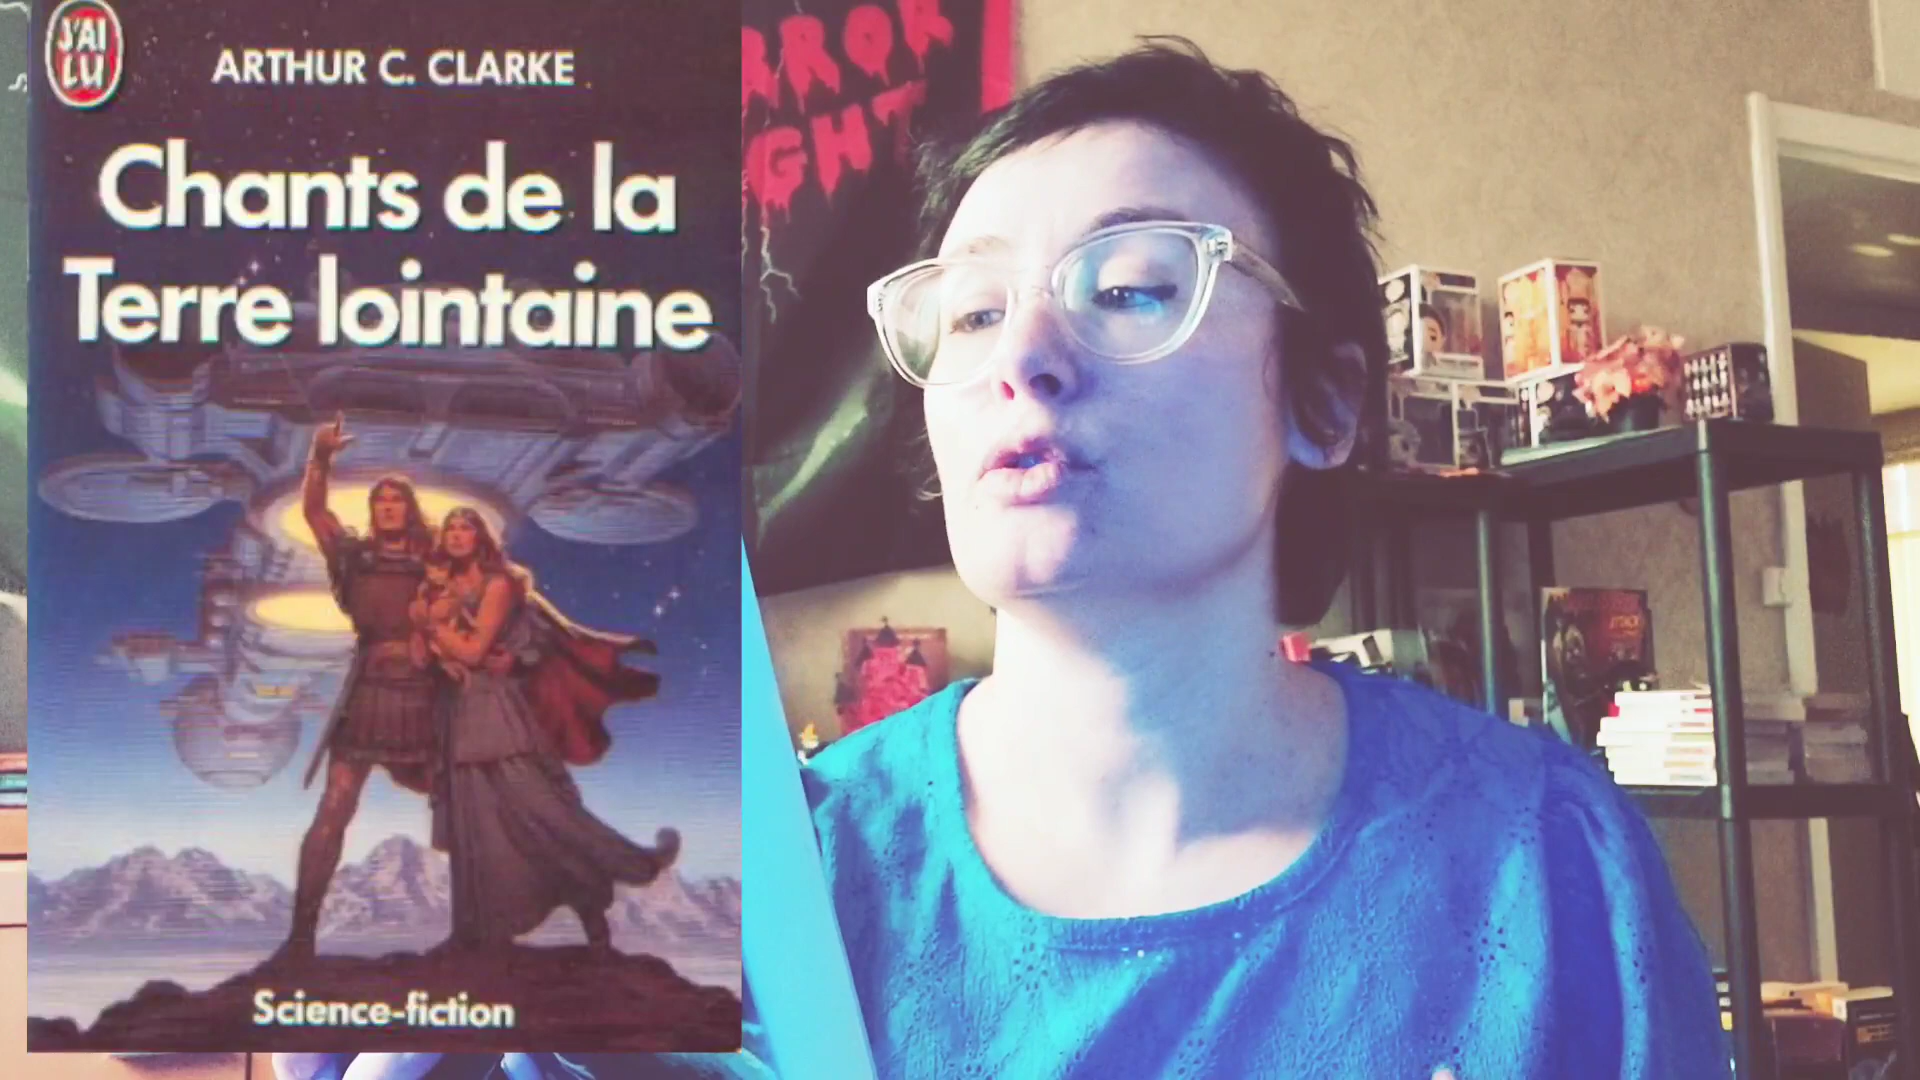 J'AI
LU
ARTHUR C. CLARKE
Chants de la
Terre lointaine
Science-fiction